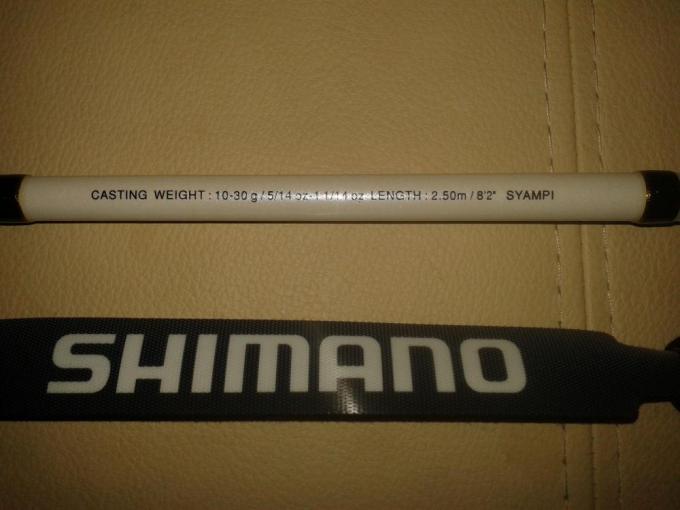 CASTING WEIGHT : 10-30 g / 5/14 oz-1 1/14 oz LENGTH : 2.50m / 8'2" SYAMPI
SHIMANO